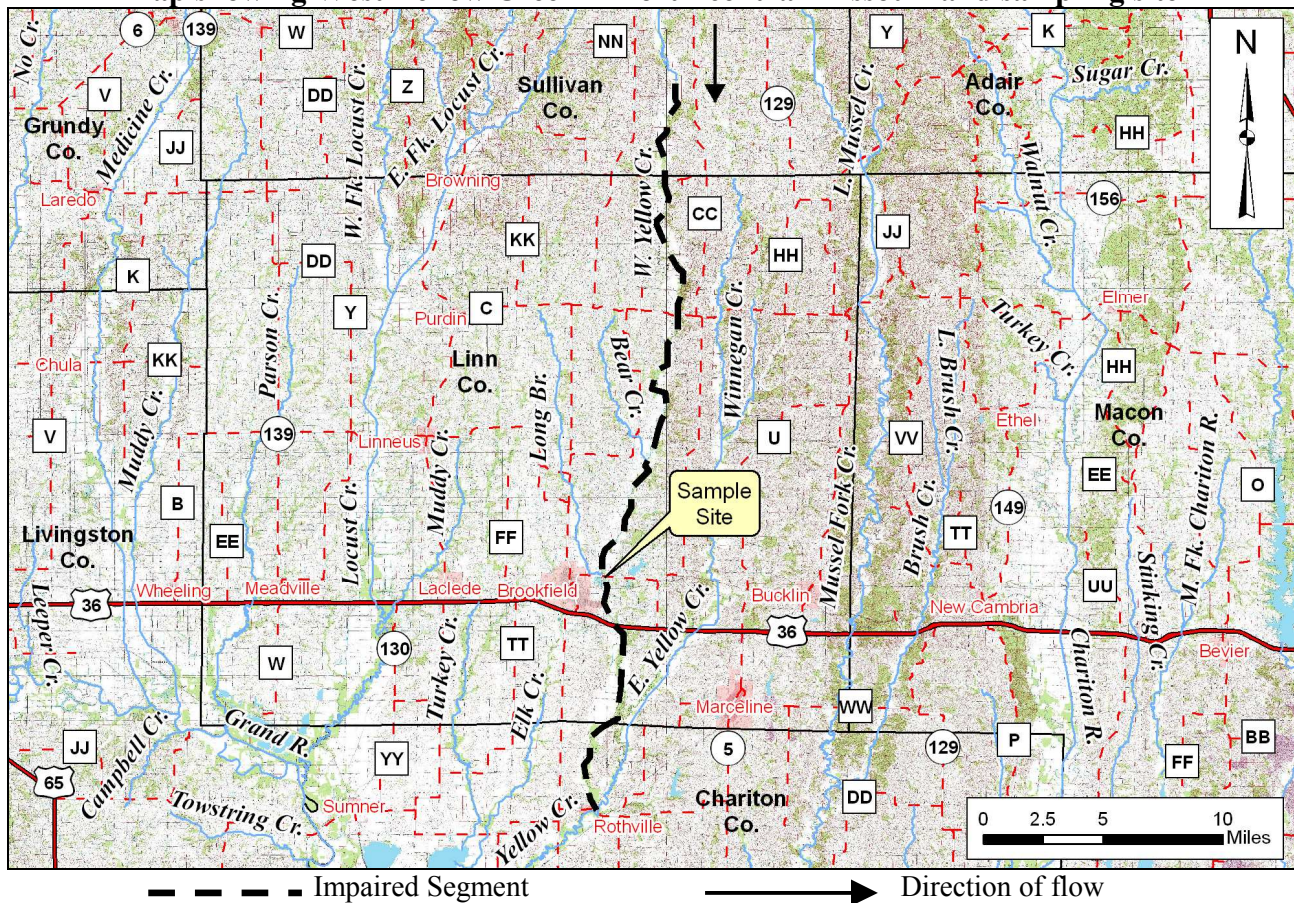 6
139
W
NN
Y
K
No Cr.
V
Medicine Cr.
DD
W. Fk. Locust Cr.
Z
E. Fk. Locust Cr.
Sullivan
Co.
129
L. Mussel Cr.
Adair
Co.
Sugar Cr.
N
Grundy
Co.
JJ
HH
Walnut Cr.
Laredo
Browning
W. Yellow Cr.
CC
156
K
DD
KK
HH
JJ
Parson Cr.
Y
Purdin
C
Winnegan Cr.
Turkey Cr.
Elmer
Chula
KK
Linn
Co.
Long Br.
Bear Cr.
L. Brush Cr.
HH
Macon
Co.
V
Muddy Cr.
139
Linneus
Muddy Cr.
U
VV
Ethel
M. Fk. Chariton R.
B
Locust Cr.
Sample
Site
Mussel Fork Cr.
Brush Cr.
149
EE
O
Livingston
Co.
EE
FF
TT
Leeper Cr.
36
Wheeling
Meadville
Laclede
Brookfield
E. Yellow Cr.
Bucklin
36
New Cambria
UU
Stinking Cr.
Bevier
W
130
Turkey Cr.
TT
Elk Cr.
Chariton R.
Grand R.
Marceline
WW
JJ
Campbell Cr.
YY
5
129
P
FF
BB
65
Towstring Cr.
Sumner
Yellow Cr.
Rothville
Chariton
Co.
DD
0 2.5 5 10
Miles
Impaired Segment Direction of flow